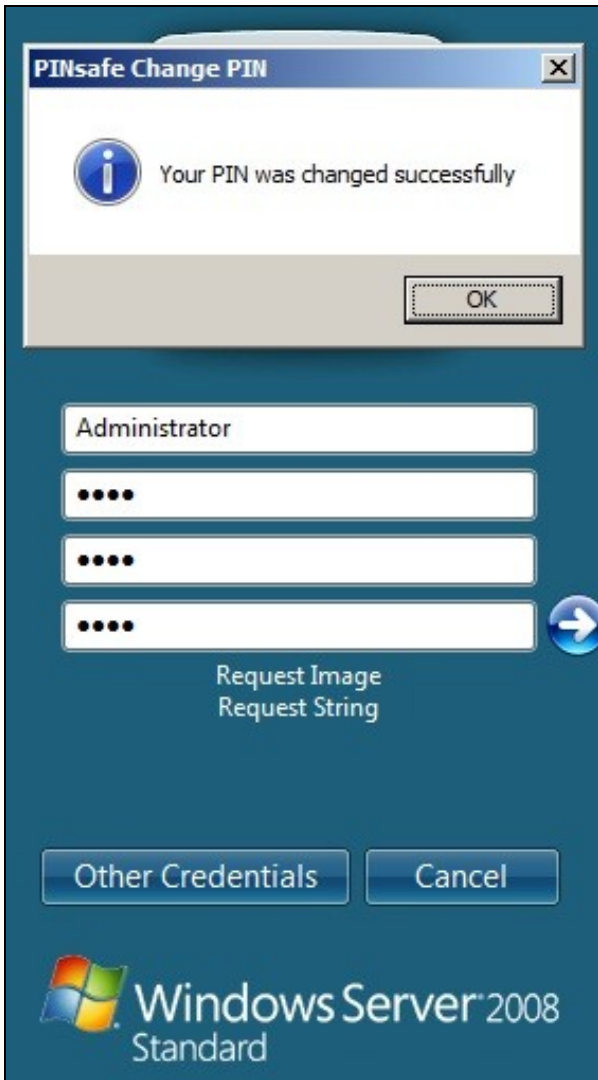 PINsafe Change PIN
Your PIN was changed successfully
OK
Administrator
••••
••••
••••
Request Image
Request String
Other Credentials
Cancel
Windows Server 2008
Standard